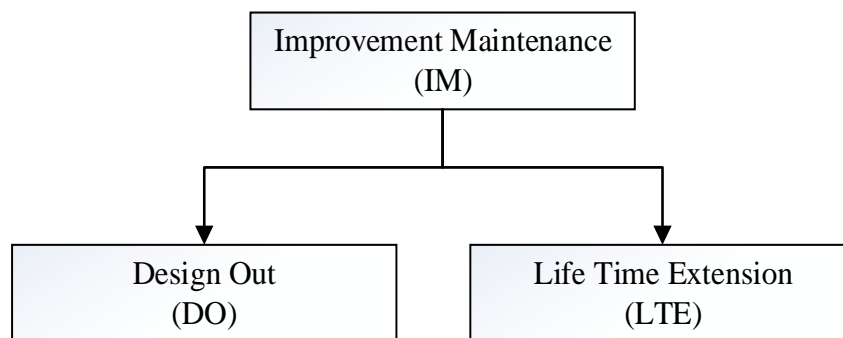 Improvement Maintenance
(IM)
Design Out
(DO)
Life Time Extension
(LTE)